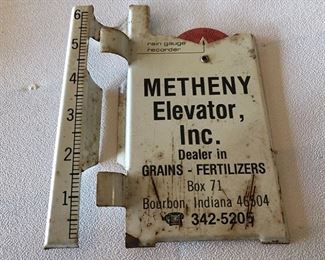 6
5
4
3
2
1
rain gauge
recorder
METHENY
Elevator,
Inc.
Dealer in
GRAINS - FERTILIZERS
Box 71
Bourbon, Indiana 46504
342-5205